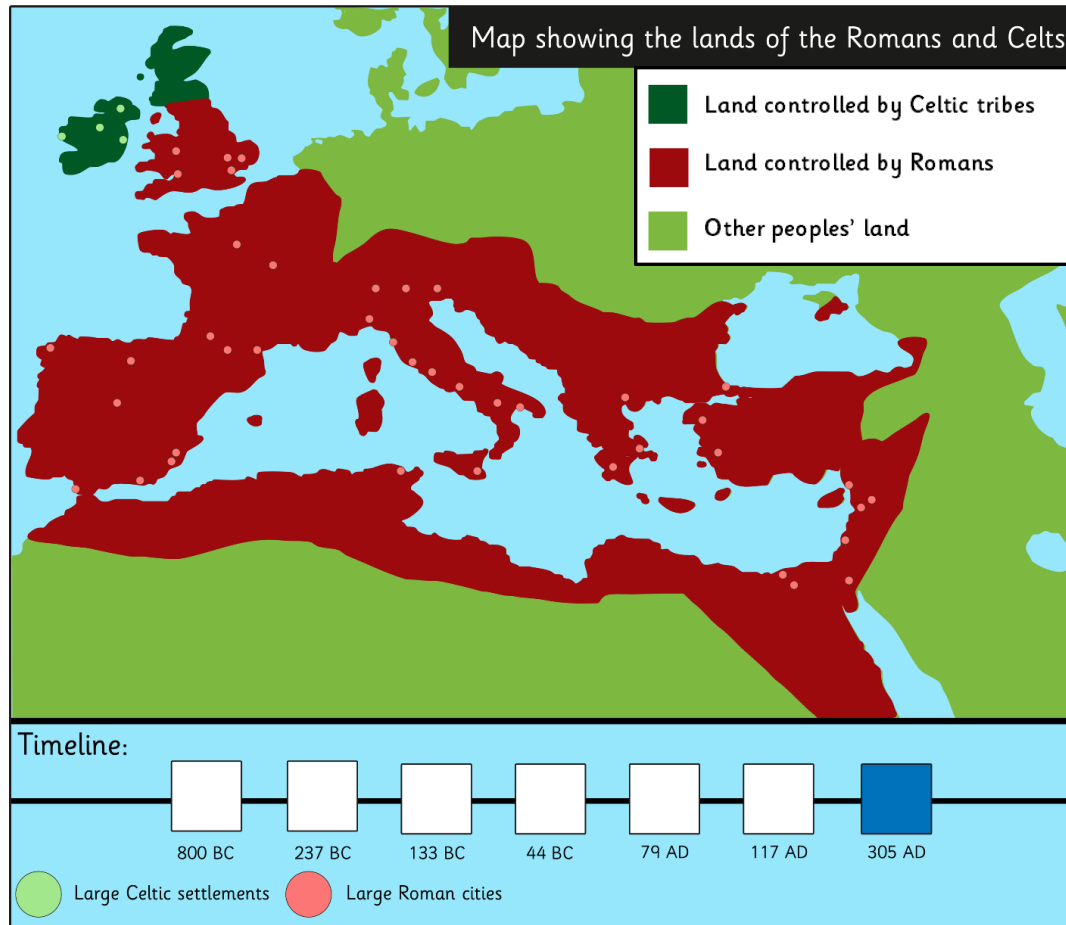 Map showing the lands of the Romans and Celts
Land controlled by Celtic tribes
Land controlled by Romans
Other peoples' land
Timeline:
800 BC
237 BC
133 BC
44 BC
79 AD
117 AD
305 AD
Large Celtic settlements
Large Roman cities